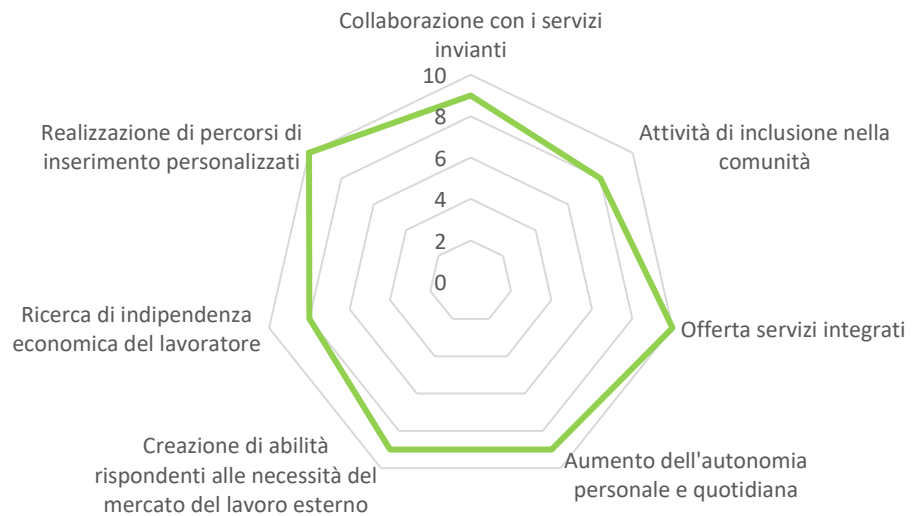 Collaborazione con i servizi
invianti
10
8
6
4
2
0
Attività di inclusione nella
comunità
Offerta servizi integrati
Aumento dell'autonomia
personale e quotidiana
Creazione di abilità
rispondenti alle necessità del
mercato del lavoro esterno
Ricerca di indipendenza
economica del lavoratore
Realizzazione di percorsi di
inserimento personalizzati